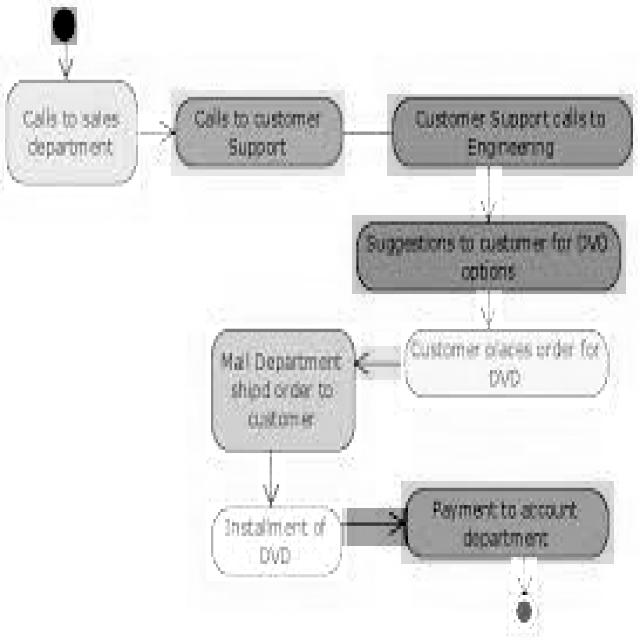 Calls to sales
department
Calls to customer
Support
Customer Support calls to
Engineering
Suggestions to customer for DVD
options
Customer places order for
DVD
Mail Department
shipd order to
customer
Instalment of
DVD
Payment to account
department